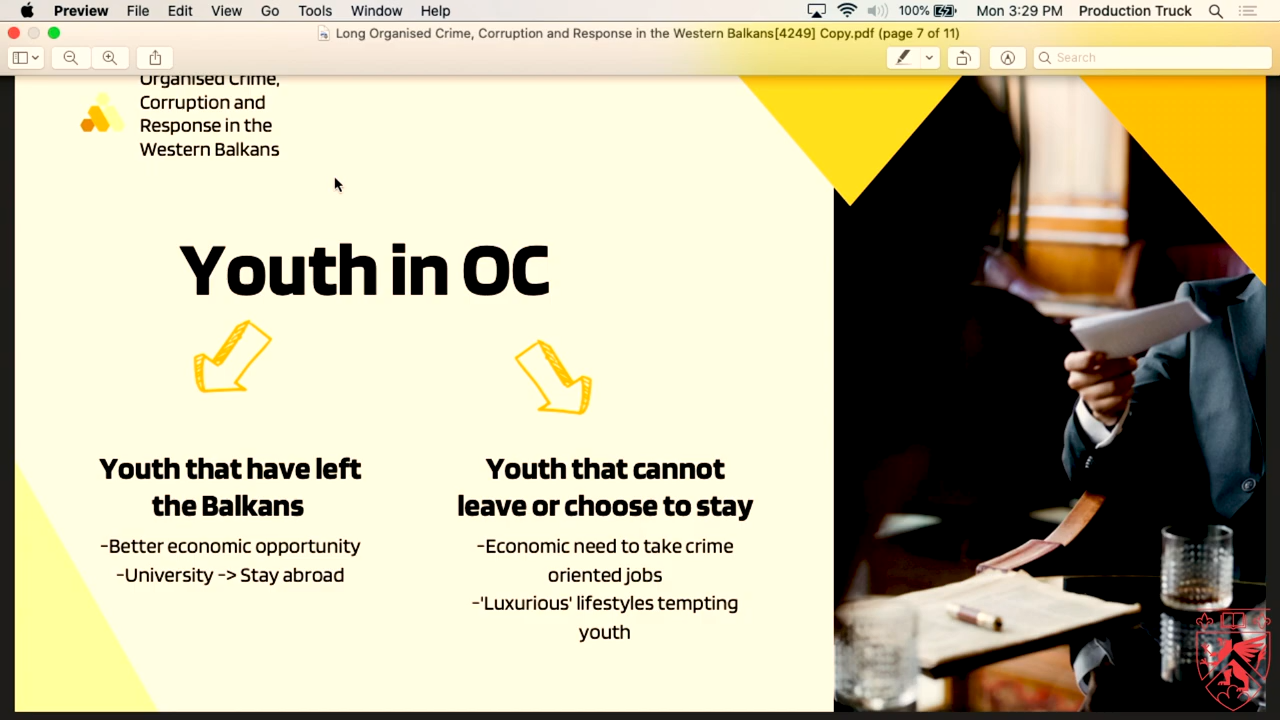 Preview File Edit View Go Tools Window Help 100% Mon 3:29 PM Production Truck
Long Organised Crime, Corruption and Response in the Western Balkans[4249] Copy.pdf (page 7 of 11)
Search
Organised Crime,
Corruption and
Response in the
Western Balkans
Youth in OC
Youth that have left
the Balkans
-Better economic opportunity
-University -> Stay abroad
Youth that cannot
leave or choose to stay
-Economic need to take crime
oriented jobs
-'Luxurious' lifestyles tempting
youth